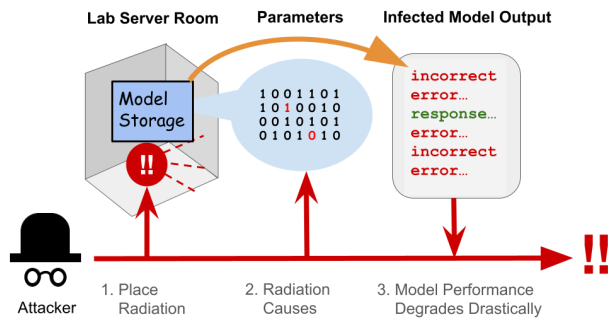 Lab Server Room
Parameters
Infected Model Output
Model
Storage
!!
1 0 0 1 1 0 1
1 0 1 0 0 1 0
0 0 1 0 1 0 1
0 1 0 1 0 1 0
incorrect
error...
response...
error...
incorrect
error...
!!
Attacker
1. Place
Radiation
2. Radiation
Causes
3. Model Performance
Degrades Drastically